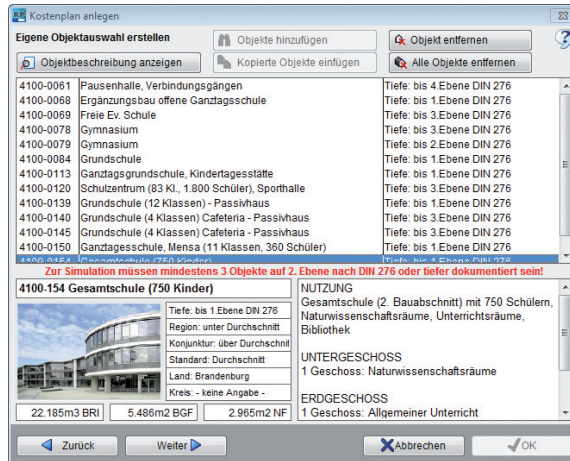 Kostenplan anlegen
Eigene Objektauswahl erstellen
Objekte hinzufügen
Objekt entfernen
Objektbeschreibung anzeigen
Kopierte Objekte einfügen
Alle Objekte entfernen
4100-0061 Pausenhalle, Verbindungsgängen Tiefe: bis 4.Ebene DIN 276
4100-0068 Ergänzungsbau offene Ganztagsschule Tiefe: bis 1.Ebene DIN 276
4100-0069 Freie Ev. Schule Tiefe: bis 3.Ebene DIN 276
4100-0078 Gymnasium Tiefe: bis 3.Ebene DIN 276
4100-0079 Gymnasium Tiefe: bis 2.Ebene DIN 276
4100-0084 Grundschule Tiefe: bis 1.Ebene DIN 276
4100-0113 Ganztagsgrundschule, Kindertagesstätte Tiefe: bis 1.Ebene DIN 276
4100-0120 Schulzentrum (83 Kl., 1.800 Schüler), Sporthalle Tiefe: bis 3.Ebene DIN 276
4100-0139 Grundschule (12 Klassen) - Passivhaus Tiefe: bis 1.Ebene DIN 276
4100-0140 Grundschule (4 Klassen) Cafeteria - Passivhaus Tiefe: bis 3.Ebene DIN 276
4100-0145 Grundschule (4 Klassen) Cafeteria - Passivhaus Tiefe: bis 3.Ebene DIN 276
4100-0150 Ganztagesschule, Mensa (11 Klassen, 360 Schüler) Tiefe: bis 1.Ebene DIN 276
4100-0154 Gesamtschule (750 Kinder) Tiefe: bis 1.Ebene DIN 276
Zur Simulation müssen mindestens 3 Objekte auf 2. Ebene nach DIN 276 oder tiefer dokumentiert sein!
4100-154 Gesamtschule (750 Kinder)
Tiefe: bis 1.Ebene DIN 276
Region: unter Durchschnitt
Konjunktur: über Durchschnit
Standard: Durchschnitt
Land: Brandenburg
Kreis: - keine Angabe -
22.185m3 BRI
5.486m2 BGF
2.965m2 NF
NUTZUNG
Gesamtschule (2. Bauabschnitt) mit 750 Schülern,
Naturwissenschaftsräume, Unterrichtsräume,
Bibliothek
UNTERGESCHOSS
1 Geschoss: Naturwissenschaftsräume
ERDGESCHOSS
1 Geschoss: Allgemeiner Unterricht
Zurück
Weiter
Abbrechen
OK